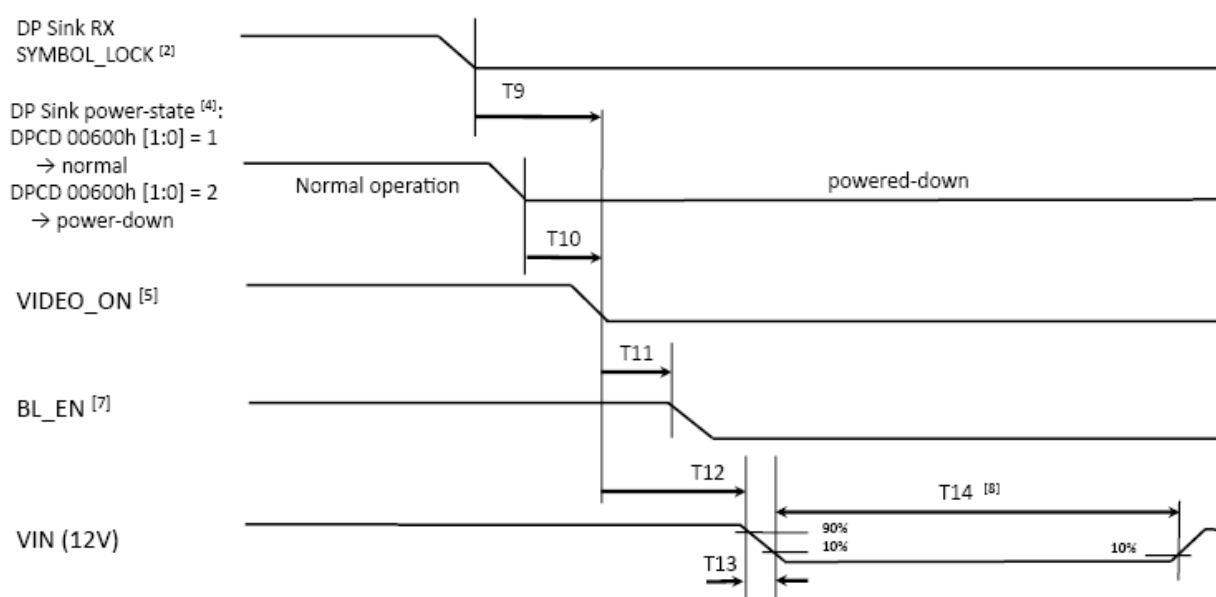 DP Sink RX
SYMBOL_LOCK [2]
T9
DP Sink power-state [4]:
DPCD 00600h [1:0] = 1
→ normal
DPCD 00600h [1:0] = 2
→ power-down
Normal operation
powered-down
T10
VIDEO_ON [5]
T11
BL_EN [7]
T12
T14 [8]
VIN (12V)
90%
10%
10%
T13